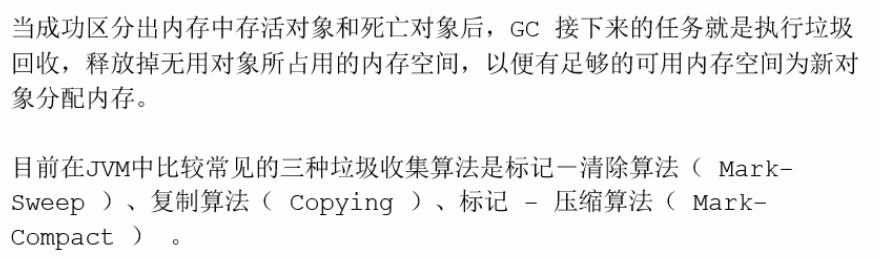 当成功区分出内存中存活对象和死亡对象后，GC 接下来的任务就是执行垃圾
回收，释放掉无用对象所占用的内存空间，以便有足够的可用内存空间为新对
象分配内存。
目前在JVM中比较常见的三种垃圾收集算法是标记一清除算法（ Mark-
Sweep ）、复制算法（ Copying ）、标记 - 压缩算法（ Mark-
Compact ） 。